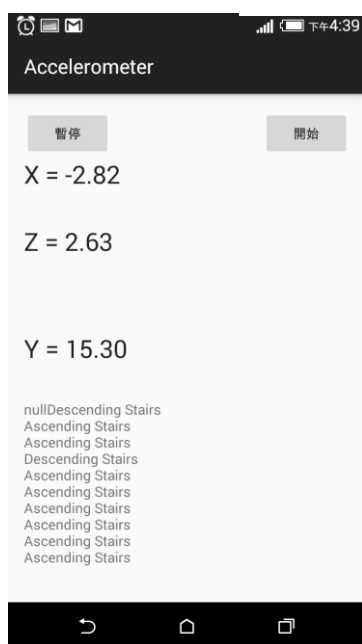 下午4:39
Accelerometer
暫停 開始
X = -2.82
Z = 2.63
Y = 15.30
nullDescending Stairs
Ascending Stairs
Ascending Stairs
Descending Stairs
Ascending Stairs
Ascending Stairs
Ascending Stairs
Ascending Stairs
Ascending Stairs
Ascending Stairs